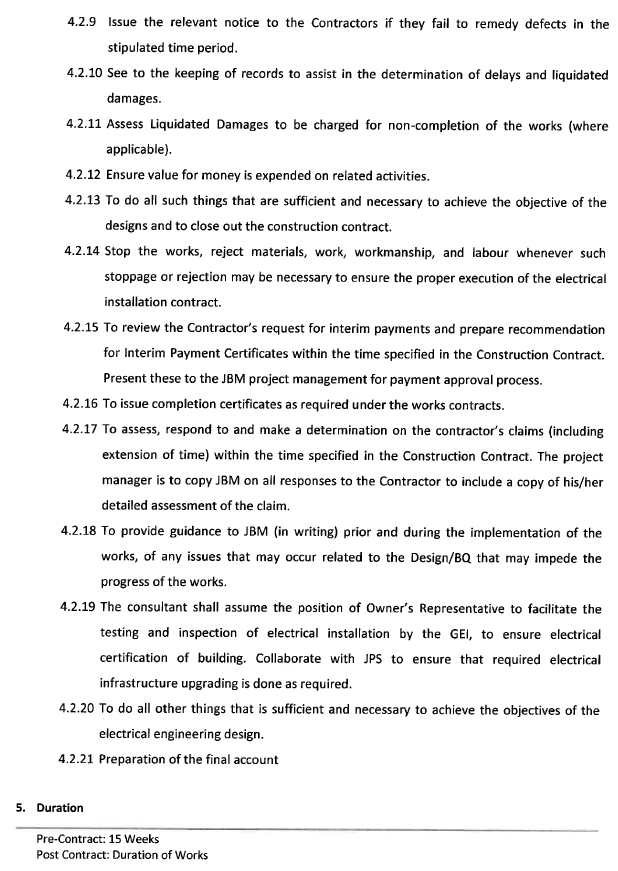 4.2.9 Issue the relevant notice to the Contractors if they fail to remedy defects in the
stipulated time period.
4.2.10 See to the keeping of records to assist in the determination of delays and liquidated
damages.
4.2.11 Assess Liquidated Damages to be charged for non-completion of the works (where
applicable).
4.2.12 Ensure value for money is expended on related activities.
4.2.13 To do all such things that are sufficient and necessary to achieve the objective of the
designs and to close out the construction contract.
4.2.14 Stop the works, reject materials, work, workmanship, and labour whenever such
stoppage or rejection may be necessary to ensure the proper execution of the electrical
installation contract.
4.2.15 To review the Contractor's request for interim payments and prepare recommendation
for Interim Payment Certificates within the time specified in the Construction Contract.
Present these to the JBM project management for payment approval process.
4.2.16 To issue completion certificates as required under the works contracts.
4.2.17 To assess, respond to and make a determination on the contractor's claims (including
extension of time) within the time specified in the Construction Contract. The project
manager is to copy JBM on all responses to the Contractor to include a copy of his/her
detailed assessment of the claim.
4.2.18 To provide guidance to JBM (in writing) prior and during the implementation of the
works, of any issues that may occur related to the Design/BQ that may impede the
progress of the works.
4.2.19 The consultant shall assume the position of Owner's Representative to facilitate the
testing and inspection of electrical installation by the GEI, to ensure electrical
certification of building. Collaborate with JPS to ensure that required electrical
infrastructure upgrading is done as required.
4.2.20 To do all other things that is sufficient and necessary to achieve the objectives of the
electrical engineering design.
4.2.21 Preparation of the final account
5. Duration
Pre-Contract: 15 Weeks
Post Contract: Duration of Works